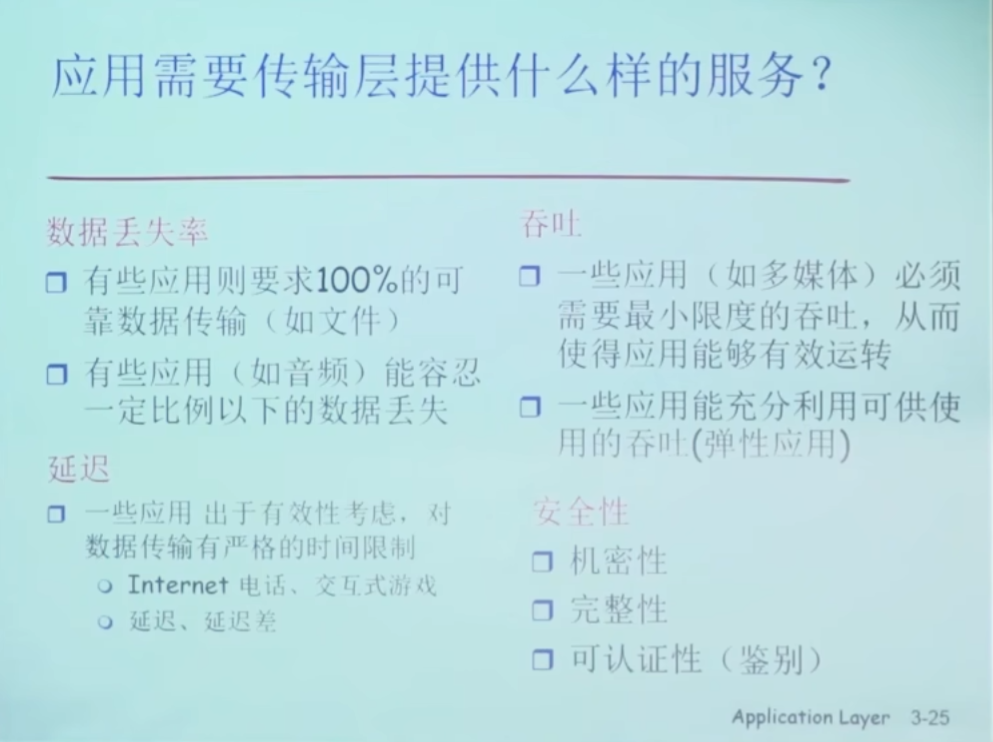 应用需要传输层提供什么样的服务?
数据丢失率
有些应用则要求100%的可
靠数据传输（如文件）
有些应用（如音频）能容忍
一定比例以下的数据丢失
延迟
一些应用 出于有效性考虑，对
数据传输有严格的时间限制
Internet 电话、交互式游戏
延迟、延迟差
吞吐
一些应用（如多媒体）必须
需要最小限度的吞吐，从而
使得应用能够有效运转
一些应用能充分利用可供使
用的吞吐(弹性应用)
安全性
机密性
完整性
可认证性（鉴别）
Application Layer 3-25